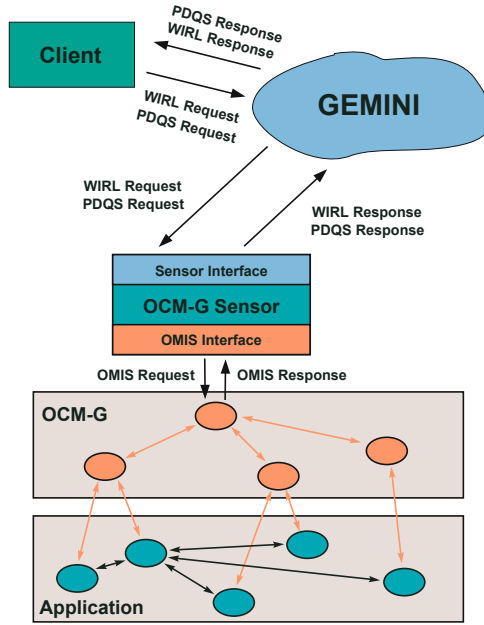 PDQS Response
WIRL Response
Client
GEMINI
WIRL Request
PDQS Request
WIRL Request
PDQS Request
WIRL Response
PDQS Response
Sensor Interface
OCM-G Sensor
OMIS Interface
OMIS Request
OMIS Response
OCM-G
Application